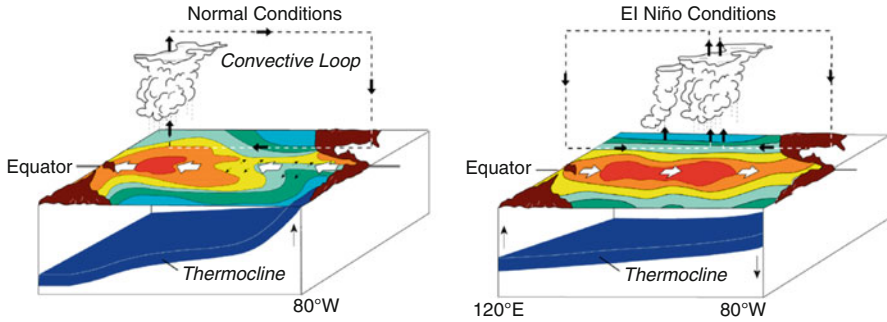 Normal Conditions
Convective Loop
Equator
Thermocline
80°W
El Niño Conditions
Equator
Thermocline
120°E
80°W